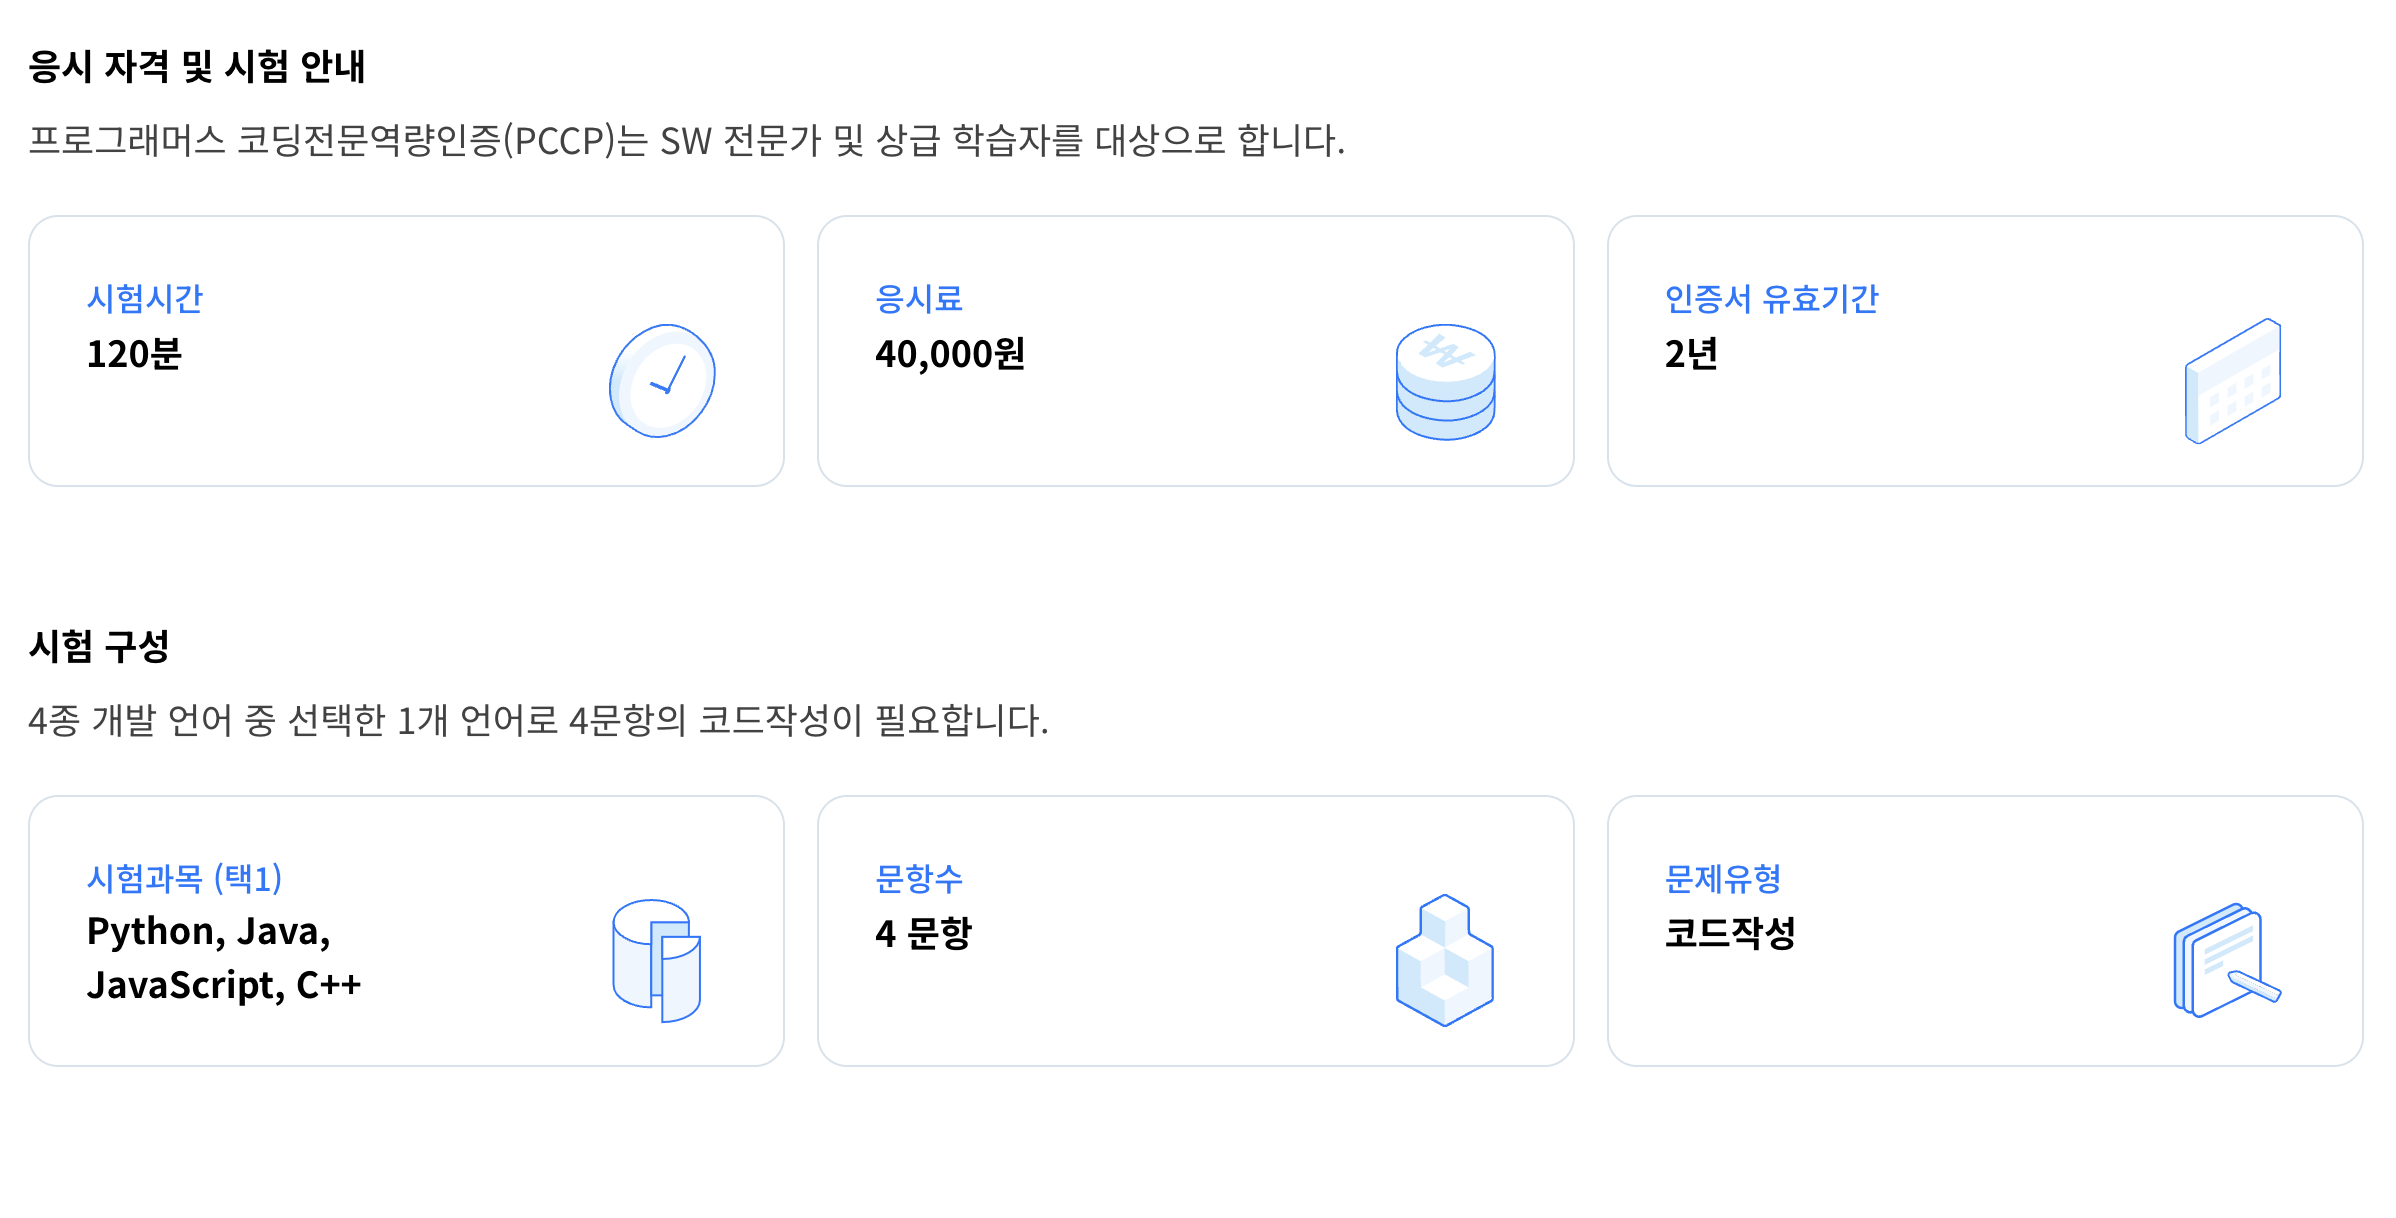 응시 자격 및 시험 안내
프로그래머스 코딩전문역량인증(PCCP)는 SW 전문가 및 상급 학습자를 대상으로 합니다.
시험시간
120분
응시료
40,000원
₩
인증서 유효기간
2년
시험 구성
4종 개발 언어 중 선택한 1개 언어로 4문항의 코드작성이 필요합니다.
시험과목 (택1)
Python, Java,
JavaScript, C++
문항수
4 문항
문제유형
코드작성